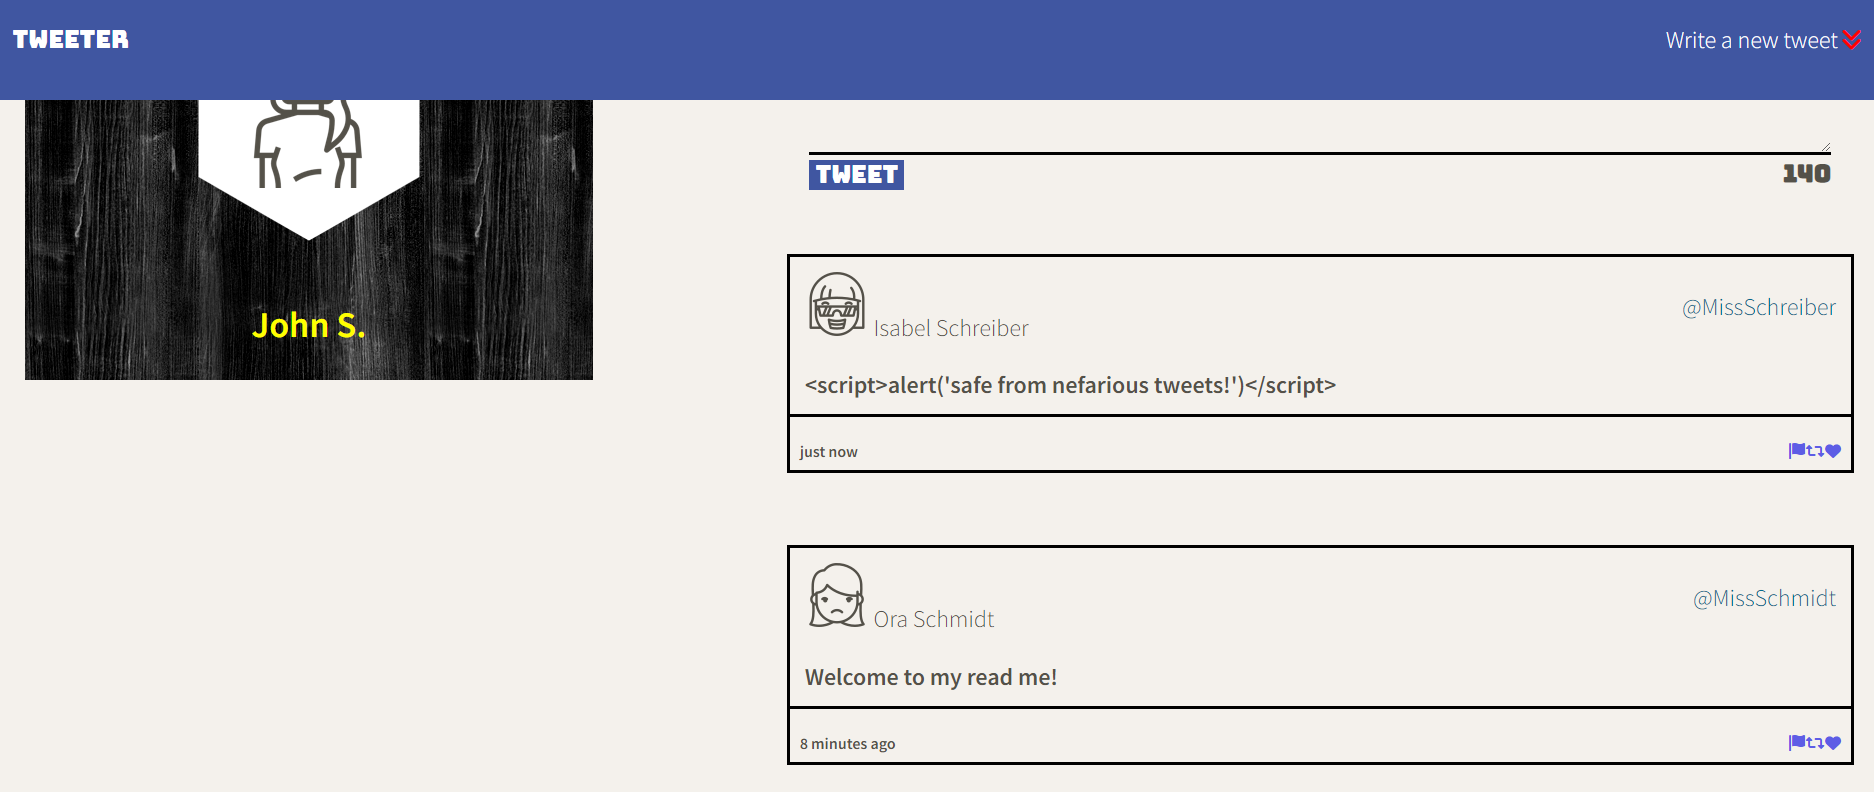 TWEETER
Write a new tweet
John S.
TWEET
140
Isabel Schreiber
@MissSchreiber
<script>alert('safe from nefarious tweets!')</script>
just now
Ora Schmidt
@MissSchmidt
Welcome to my read me!
8 minutes ago